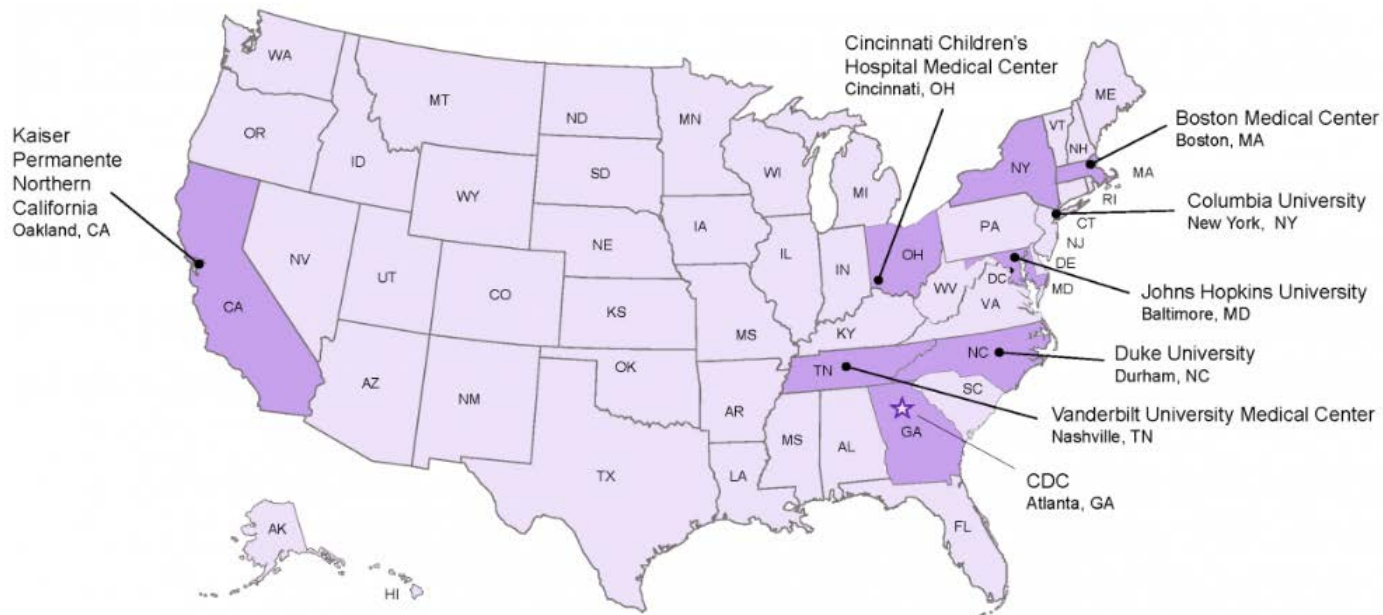 Cincinnati Children's
Hospital Medical Center
Cincinnati, OH
Kaiser
Permanente
Northern
California
Oakland, CA
Boston Medical Center
Boston, MA
Columbia University
New York, NY
Johns Hopkins University
Baltimore, MD
Duke University
Durham, NC
Vanderbilt University Medical Center
Nashville, TN
CDC
Atlanta, GA
WA
OR
CA
NV
ID
MT
WY
UT
CO
AZ
NM
ND
SD
NE
KS
OK
TX
MN
IA
MS
AR
LA
WI
IL
MI
IN
OH
KY
TN
MS
AL
GA
FL
SC
NC
VA
WV
DC
MD
DE
NJ
PA
NY
CT
RI
MA
VT
NH
ME
AK
HI